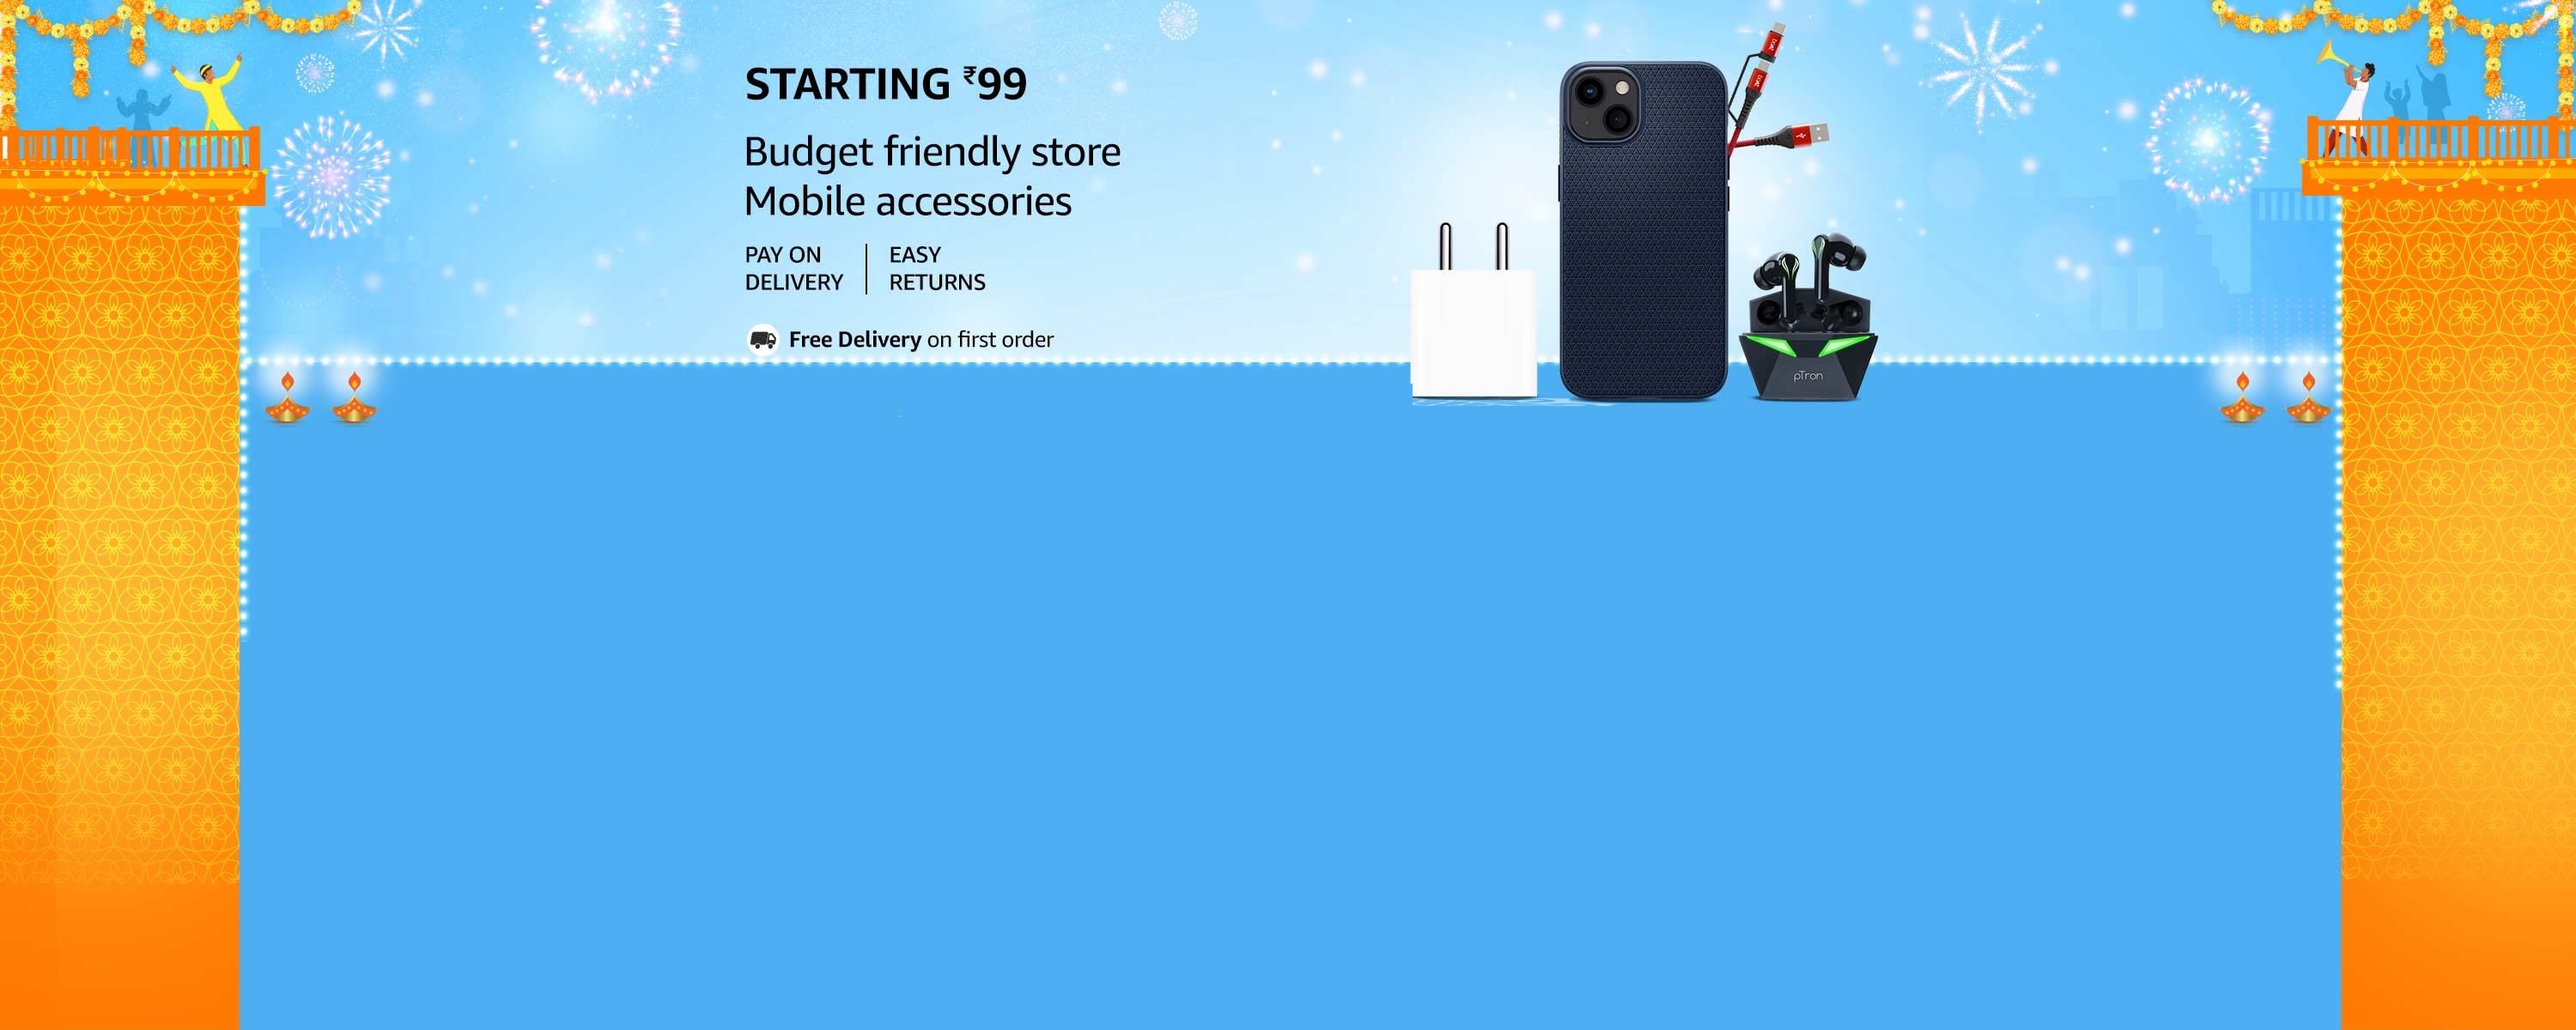 STARTING ₹99
Budget friendly store
Mobile accessories
PAY ON
DELIVERY
EASY
RETURNS
Free Delivery on first order
pTron